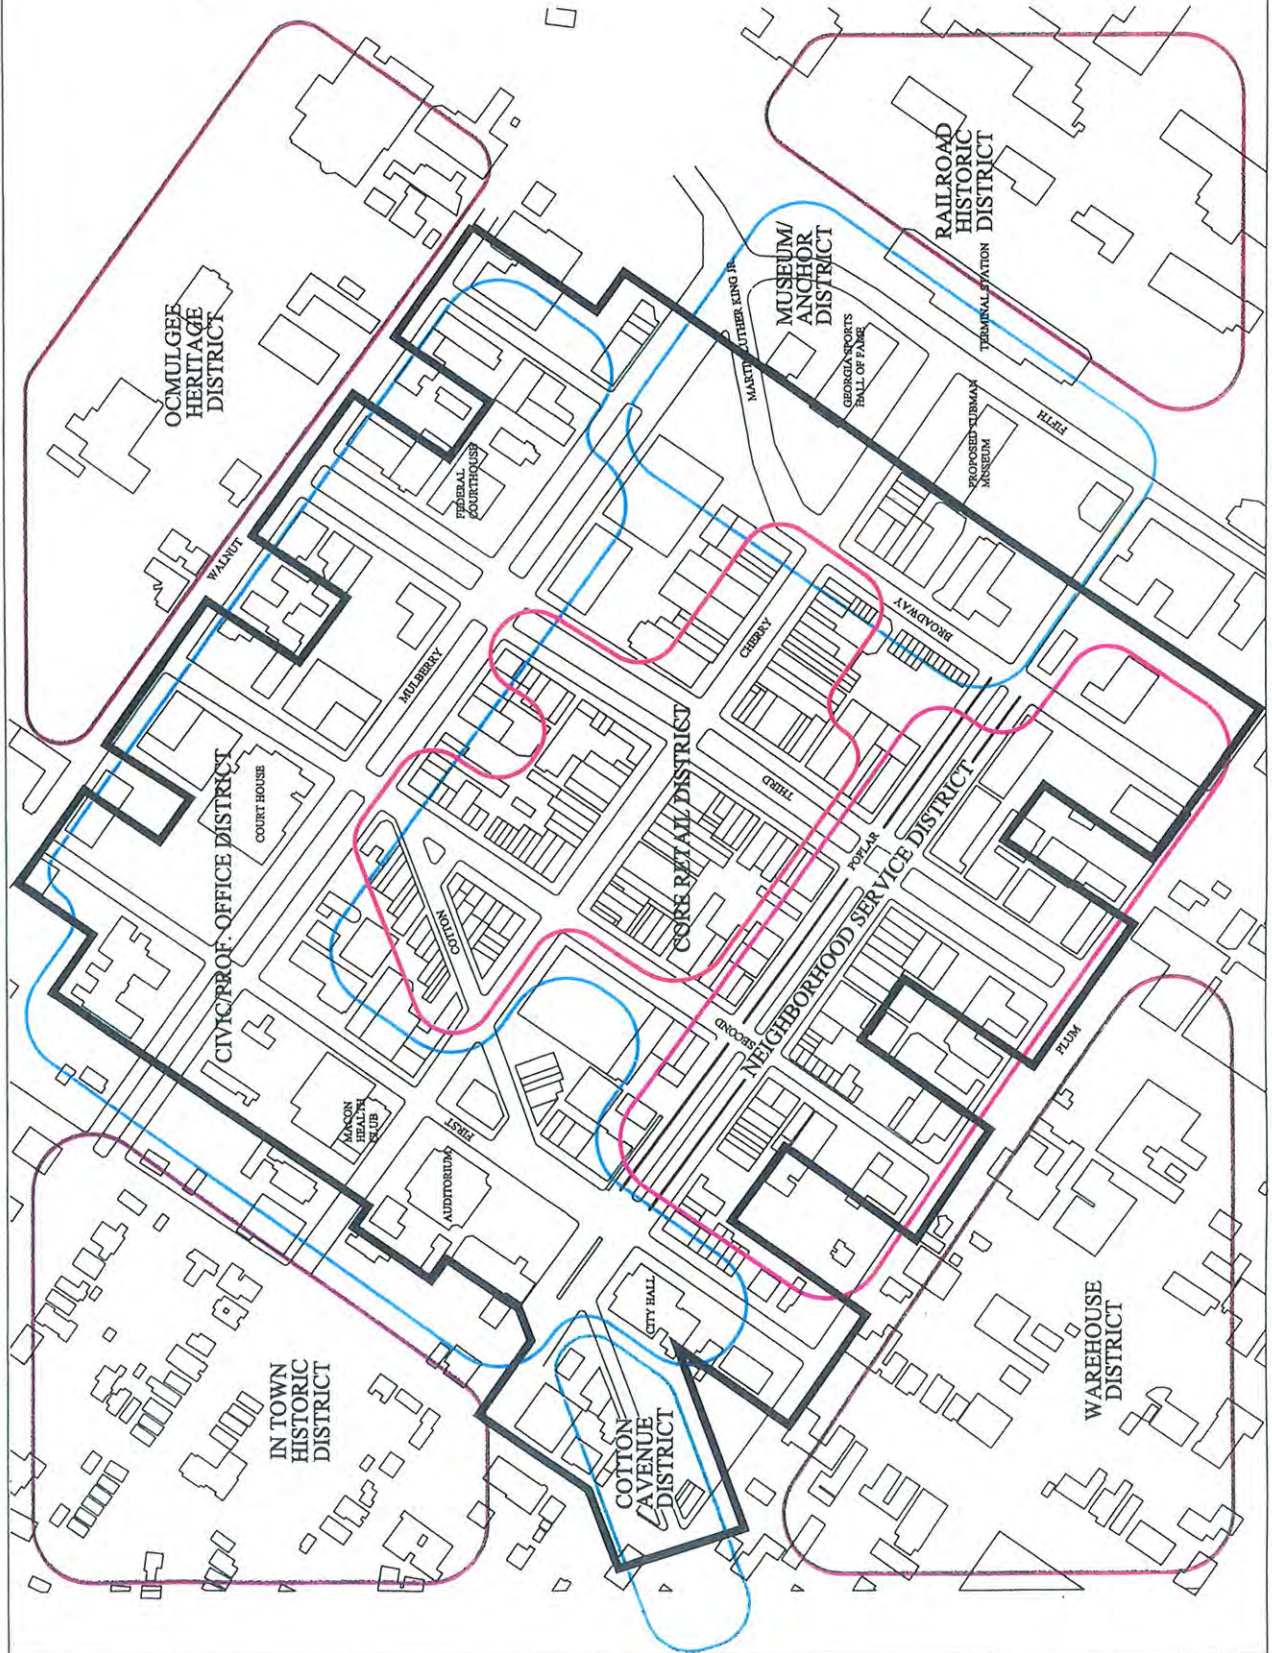 OCMULGEE
HERITAGE
DISTRICT
RAILROAD
HISTORIC
DISTRICT
TERMINAL STATION
MUSEUM/
ANCHOR
DISTRICT
MARTIN LUTHER KING JR.
GEORGIA SPORTS
HALL OF FAME
PROPOSED TUBMAN
MUSEUM
FIFTH
FEDERAL
COURTHOUSE
WALNUT
BROADWAY
CHERRY
MULBERRY
CIVIC/PROF. OFFICE DISTRICT
COURT HOUSE
CORE RETAIL DISTRICT
THIRD
POPLAR
NEIGHBORHOOD SERVICE DISTRICT
COTTON
SECOND
PLUM
MACON
HEALTH
CLUB
FIRST
AUDITORIUM
CITY HALL
IN TOWN
HISTORIC
DISTRICT
COTTON
AVENUE
DISTRICT
WAREHOUSE
DISTRICT